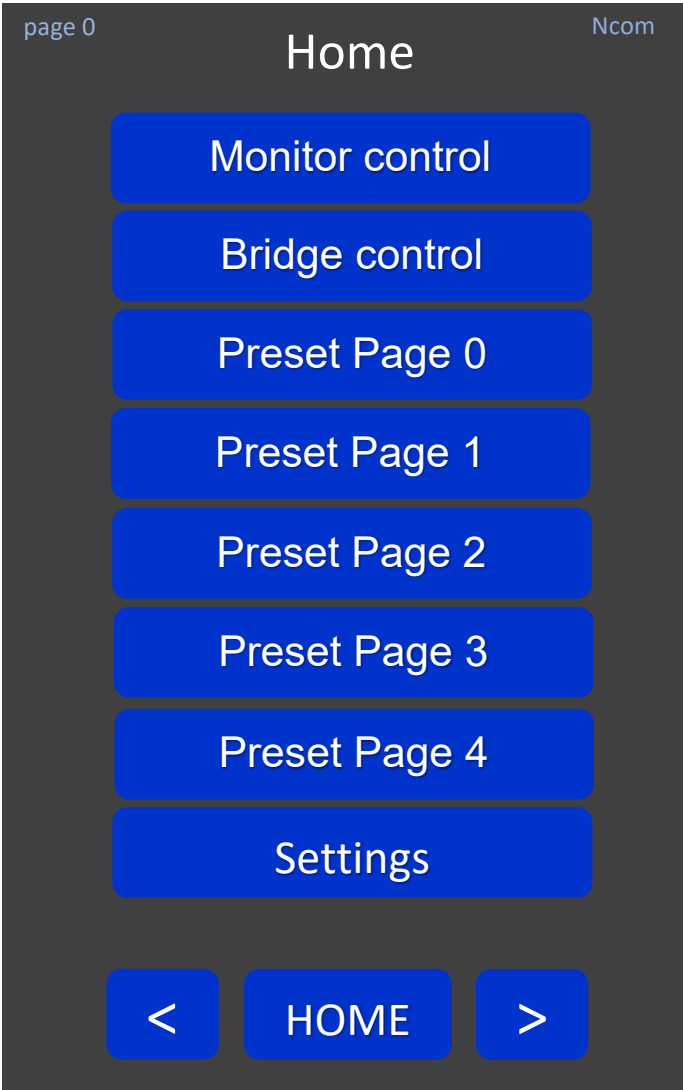 page 0
Ncom
Home
Monitor control
Bridge control
Preset Page 0
Preset Page 1
Preset Page 2
Preset Page 3
Preset Page 4
Settings
< HOME >